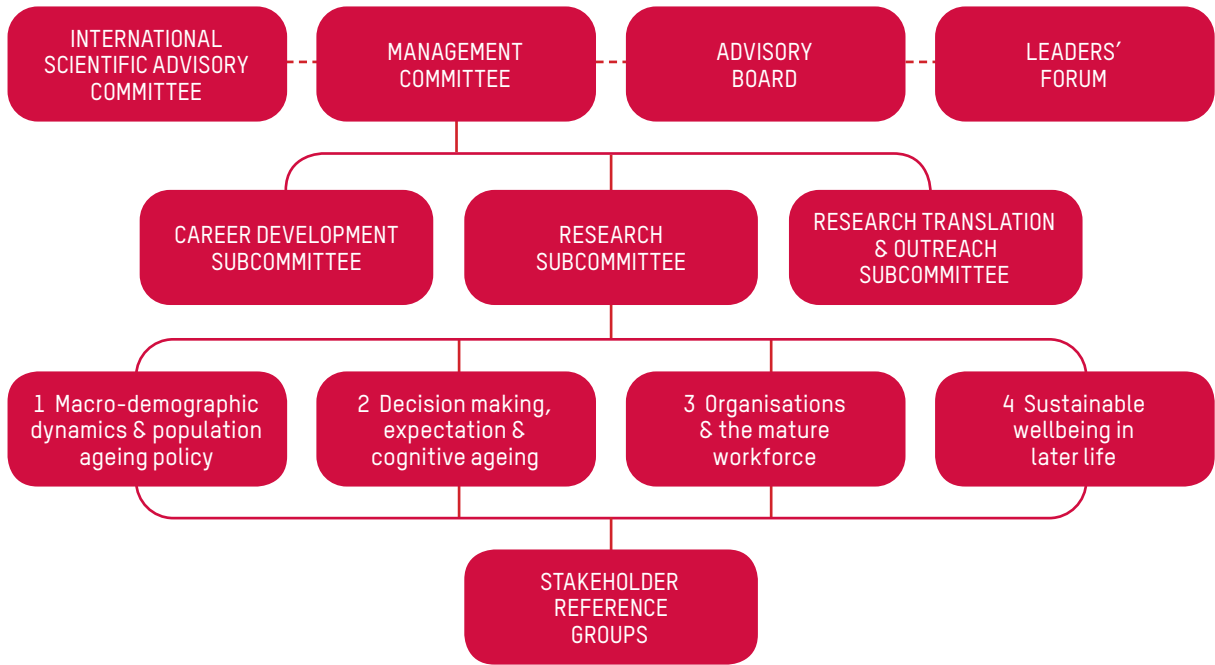 INTERNATIONAL
SCIENTIFIC ADVISORY
COMMITTEE
MANAGEMENT
COMMITTEE
ADVISORY
BOARD
LEADERS’
FORUM
CAREER DEVELOPMENT
SUBCOMMITTEE
RESEARCH
SUBCOMMITTEE
RESEARCH TRANSLATION
& OUTREACH
SUBCOMMITTEE
1 Macro-demographic
dynamics & population
ageing policy
2 Decision making,
expectation &
cognitive ageing
3 Organisations
& the mature
workforce
4 Sustainable
wellbeing in
later life
STAKEHOLDER
REFERENCE
GROUPS